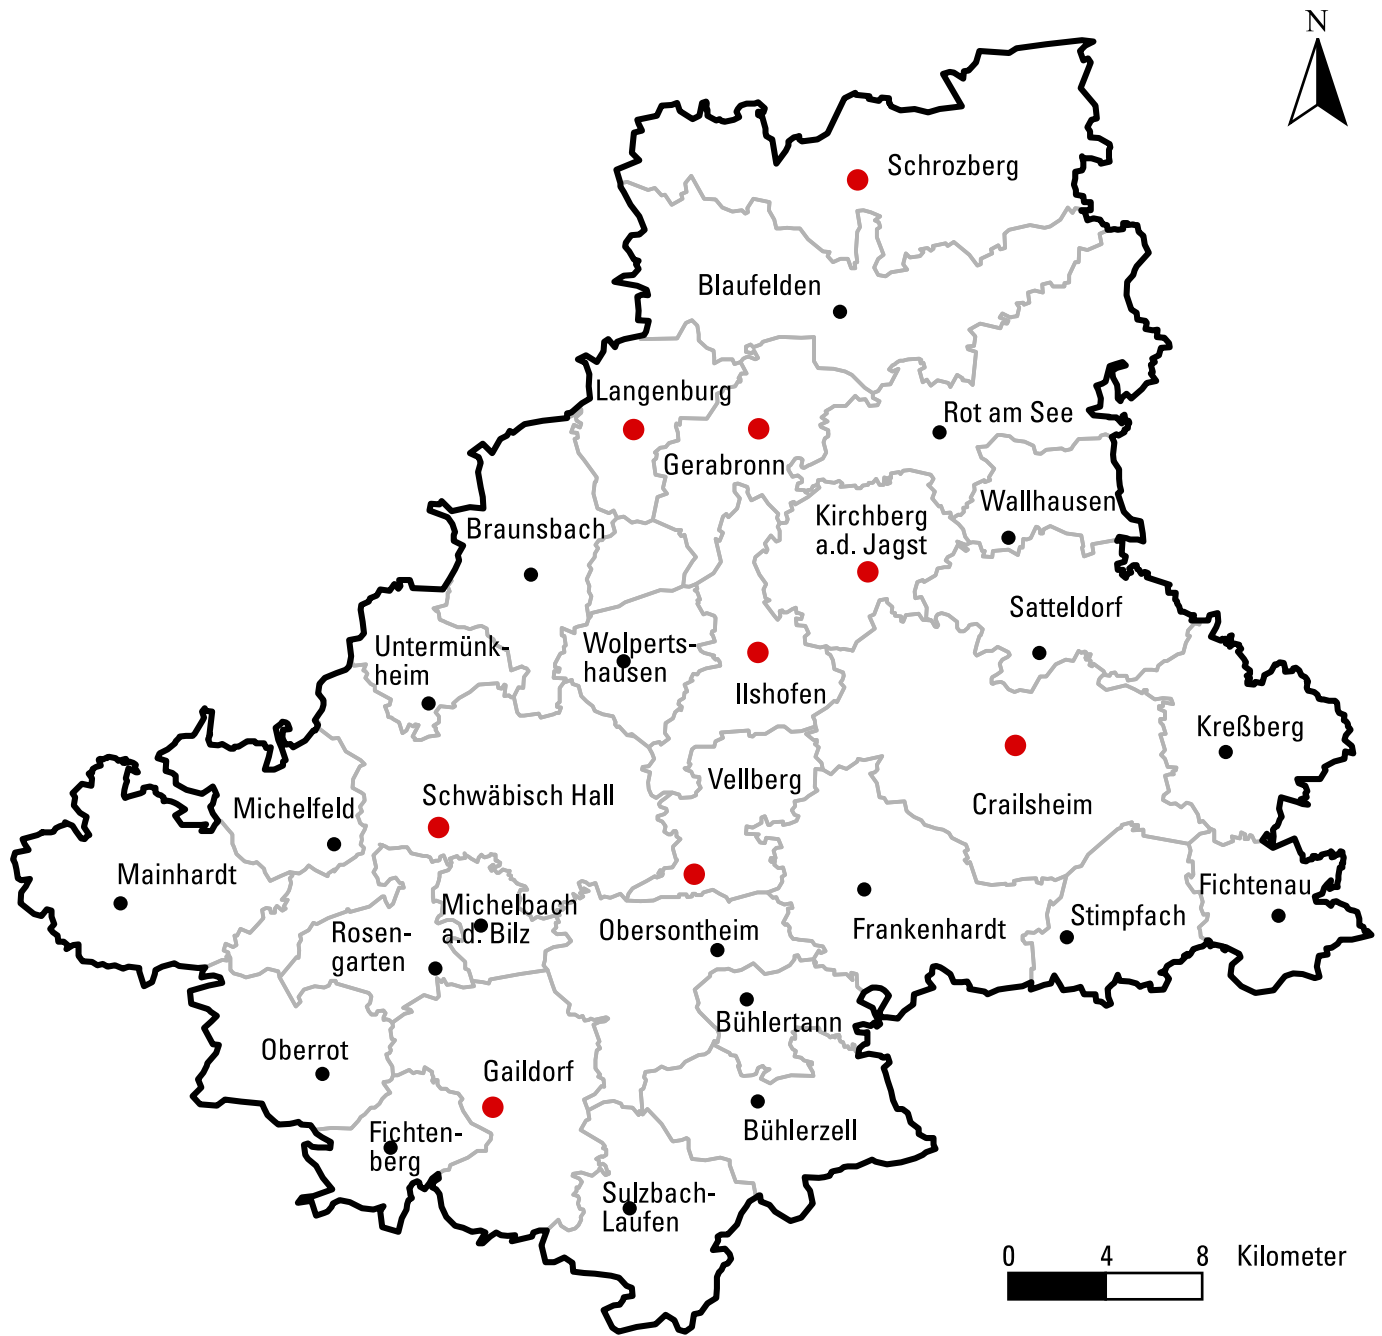 N
Schrozberg
Blaufelden
Langenburg
Rot am See
Gerabronn
Wallhausen
Kirchberg
a.d. Jagst
Braunsbach
Satteldorf
Untermünk-
heim
Wolperts-
hausen
Ilshofen
Kreßberg
Vellberg
Schwäbisch Hall
Crailsheim
Michelfeld
Mainhardt
Fichtenau
Michelbach
a.d. Bilz
Stimpfach
Rosen-
garten
Obersontheim
Frankenhardt
Bühlertann
Oberrot
Gaildorf
Fichten-
berg
Bühlerzell
Sulzbach-
Laufen
0 4 8 Kilometer